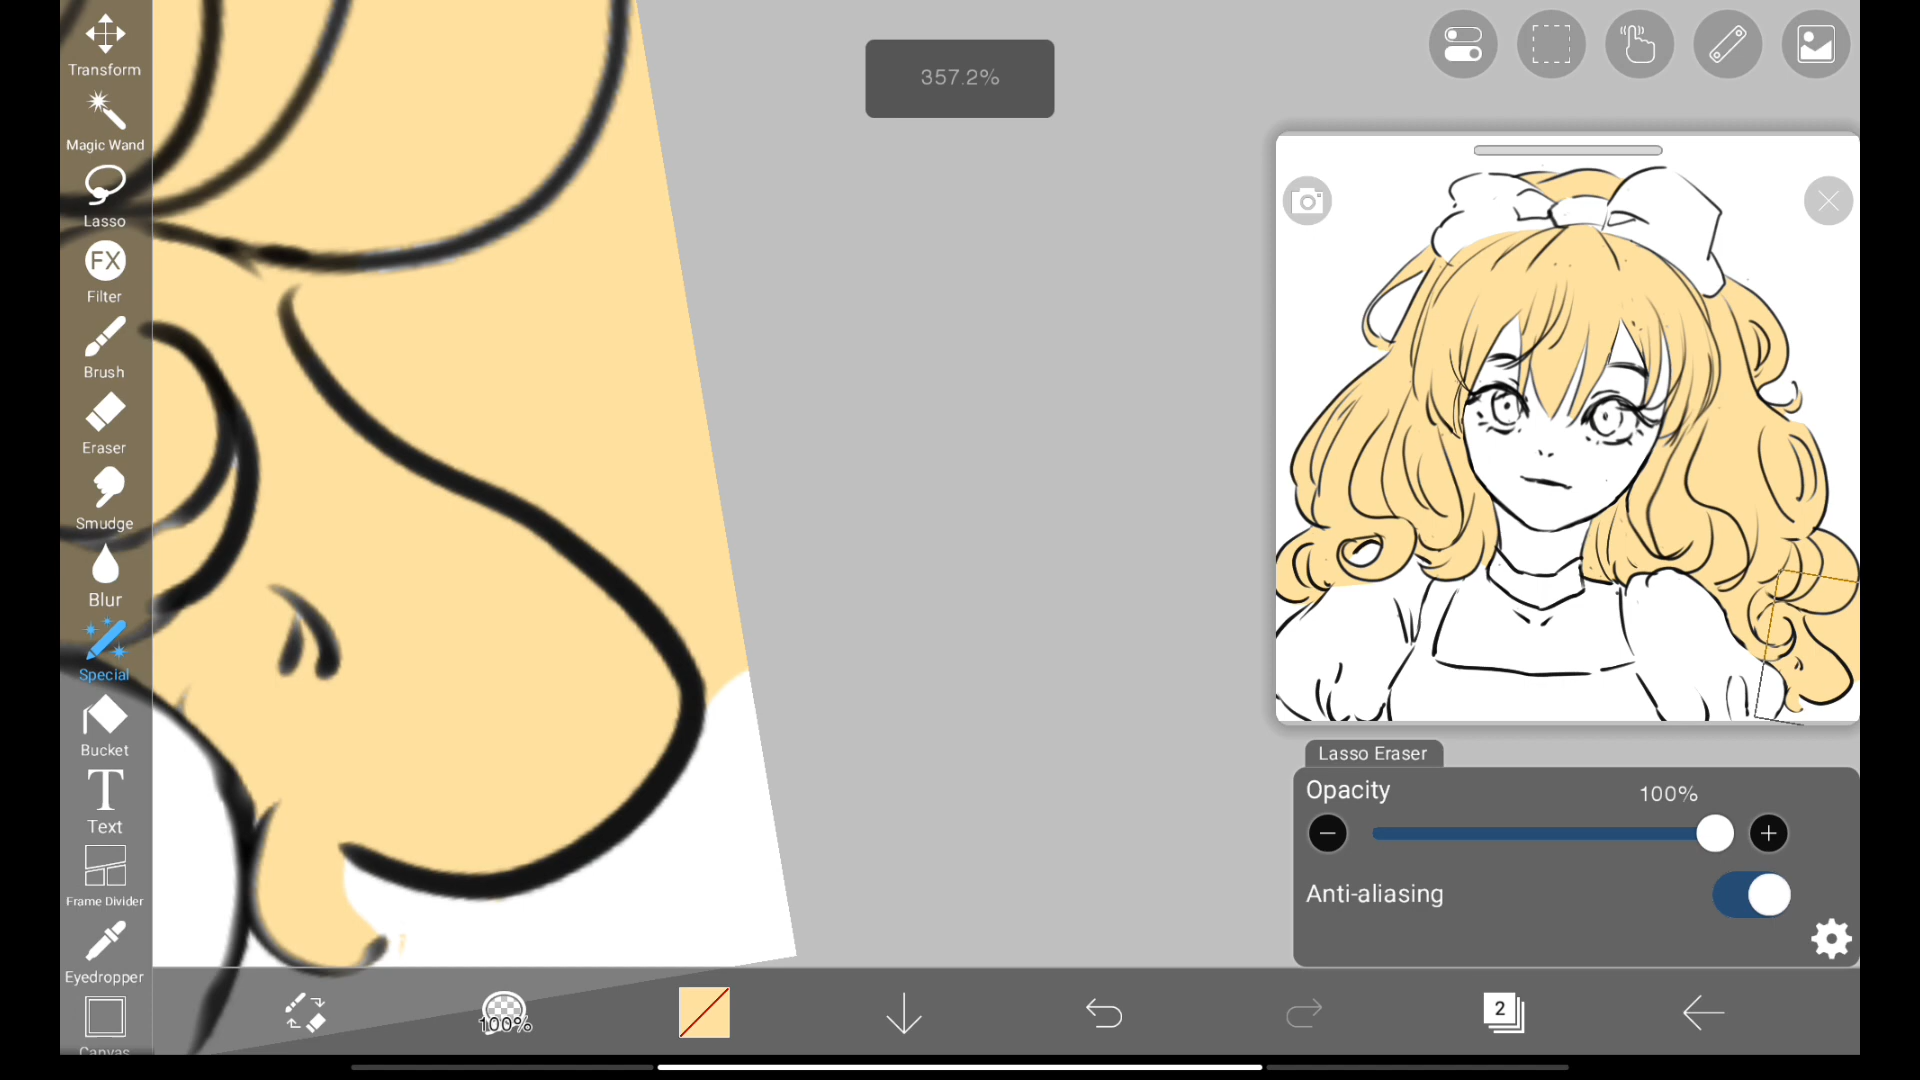 Transform
Magic Wand
Lasso
FX
Filter
Brush
Eraser
Smudge
Blur
Special
Bucket
T
Text
Frame Divider
Eyedropper
Canvas
357.2%
Lasso Eraser
Opacity
100%
Anti-aliasing
100%
2